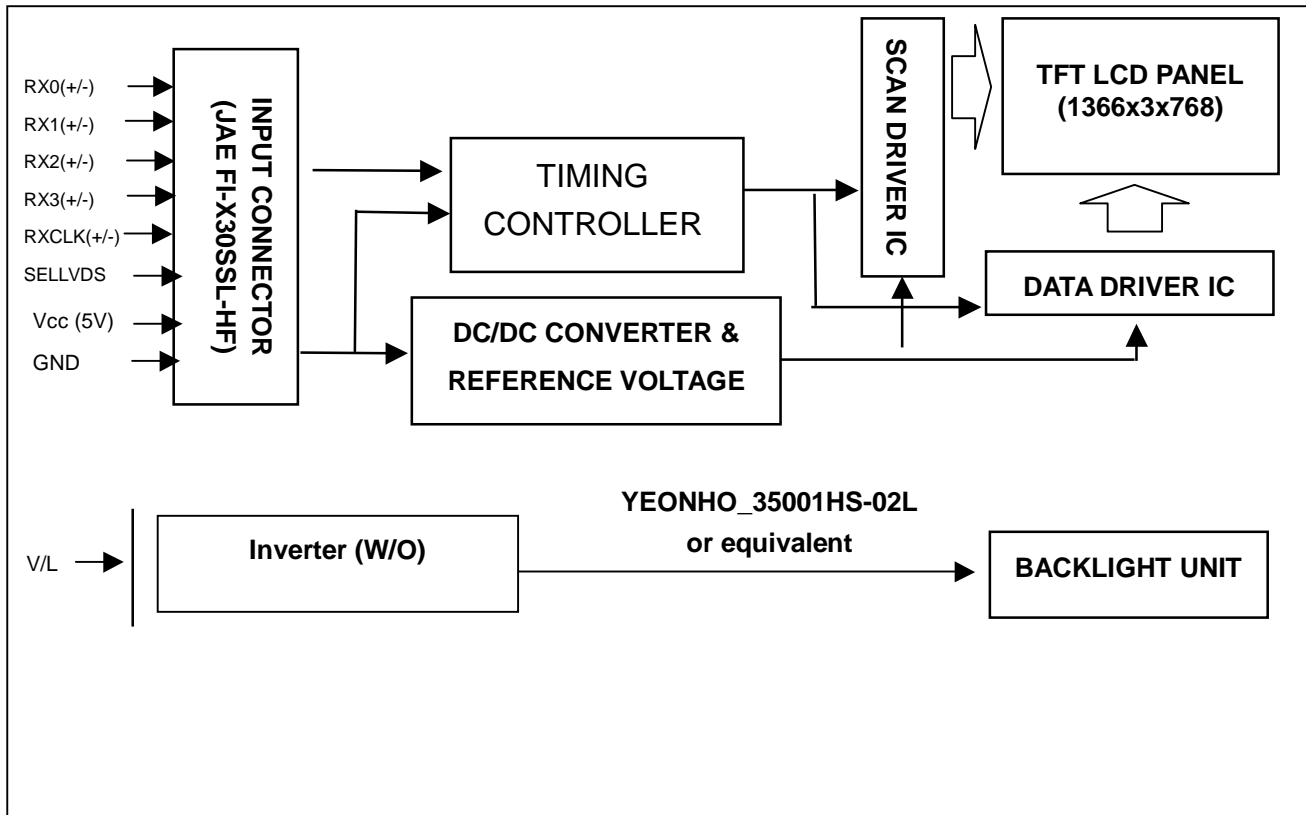 RX0(+/-)
RX1(+/-)
RX2(+/-)
RX3(+/-)
RXCLK(+/-)
SELLVDS
Vcc (5V)
GND
INPUT CONNECTOR
(JAE FI-X30SSL-HF)
TIMING
CONTROLLER
DC/DC CONVERTER &
REFERENCE VOLTAGE
SCAN DRIVER IC
TFT LCD PANEL
(1366x3x768)
DATA DRIVER IC
V/L
Inverter (W/O)
YEONHO_35001HS-02L
or equivalent
BACKLIGHT UNIT